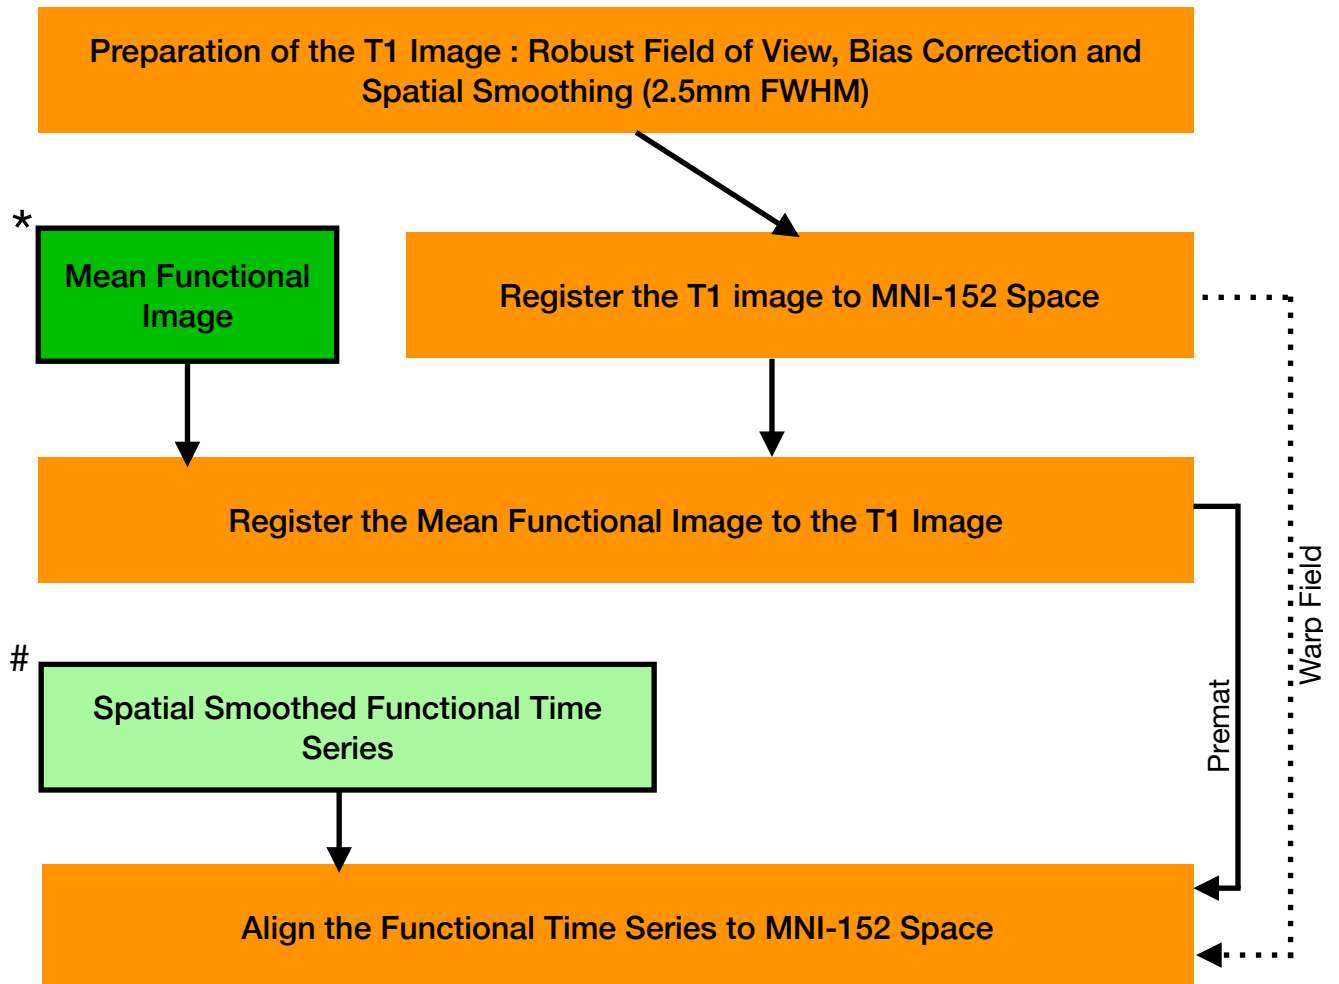 Preparation of the T1 Image : Robust Field of View, Bias Correction and
Spatial Smoothing (2.5mm FWHM)
*
Mean Functional
Image
Register the T1 image to MNI-152 Space
Register the Mean Functional Image to the T1 Image
Warp Field
Premat
#
Spatial Smoothed Functional Time
Series
Align the Functional Time Series to MNI-152 Space